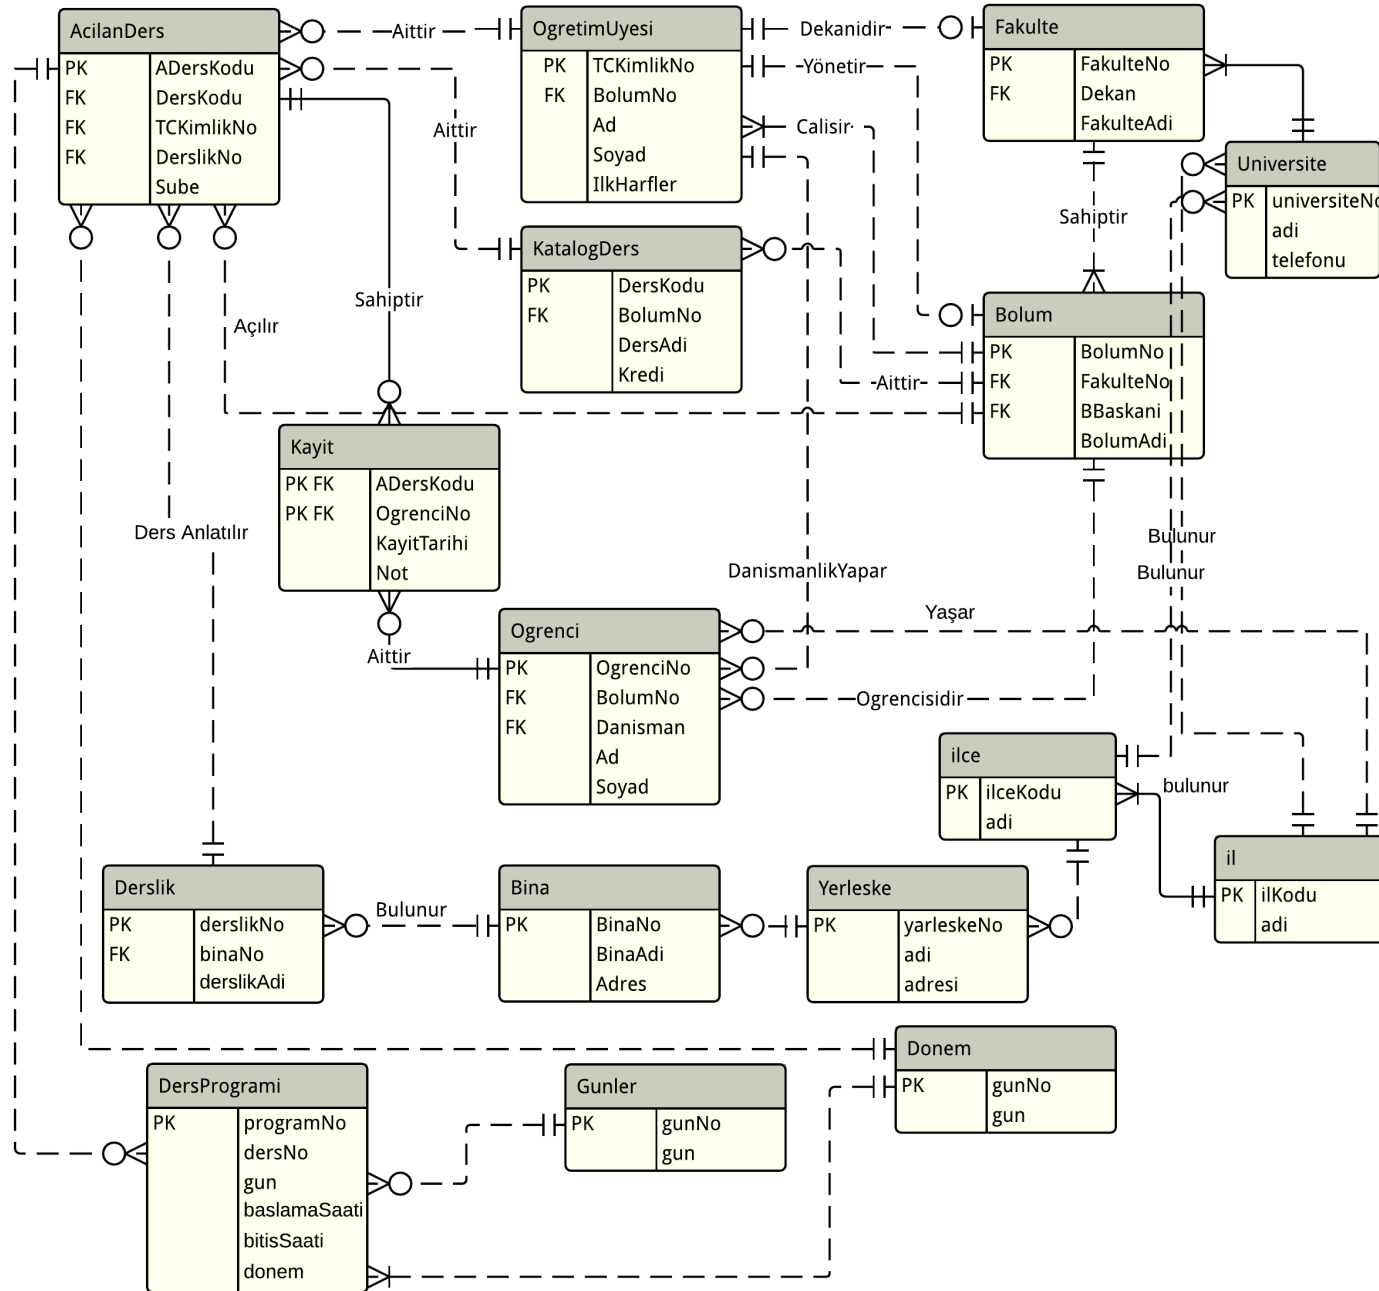 AcilanDers
PK ADersKodu
FK DersKodu
FK TCKimlikNo
FK DerslikNo
Sube
Aittir
OgretimUyesi
PK TCKimlikNo
FK BolumNo
Ad
Soyad
IlkHarfler
Dekanidir
Yönetir
Calisir
Fakulte
PK FakulteNo
FK Dekan
FakulteAdi
Universite
PK universiteNo
adi
telefonu
Aittir
Sahiptir
KatalogDers
PK DersKodu
FK BolumNo
DersAdi
Kredi
Aittir
Bolum
PK BolumNo
FK FakulteNo
FK BBaskani
BolumAdi
Sahiptir
Açılır
Kayit
PK FK ADersKodu
PK FK OgrenciNo
KayitTarihi
Not
Ders Anlatılır
Bulunur
Bulunur
DanismanlikYapar
Yaşar
Aittir
Ogrenci
PK OgrenciNo
FK BolumNo
FK Danisman
Ad
Soyad
Ogrencisidir
ilce
PK ilceKodu
adi
bulunur
il
PK ilKodu
adi
Derslik
PK derslikNo
FK binaNo
derslikAdi
Bulunur
Bina
PK BinaNo
BinaAdi
Adres
Yerleske
PK yarleskeNo
adi
adresi
Donem
PK gunNo
gun
DersProgrami
PK programNo
dersNo
gun
baslamaSaati
bitisSaati
donem
Gunler
PK gunNo
gun